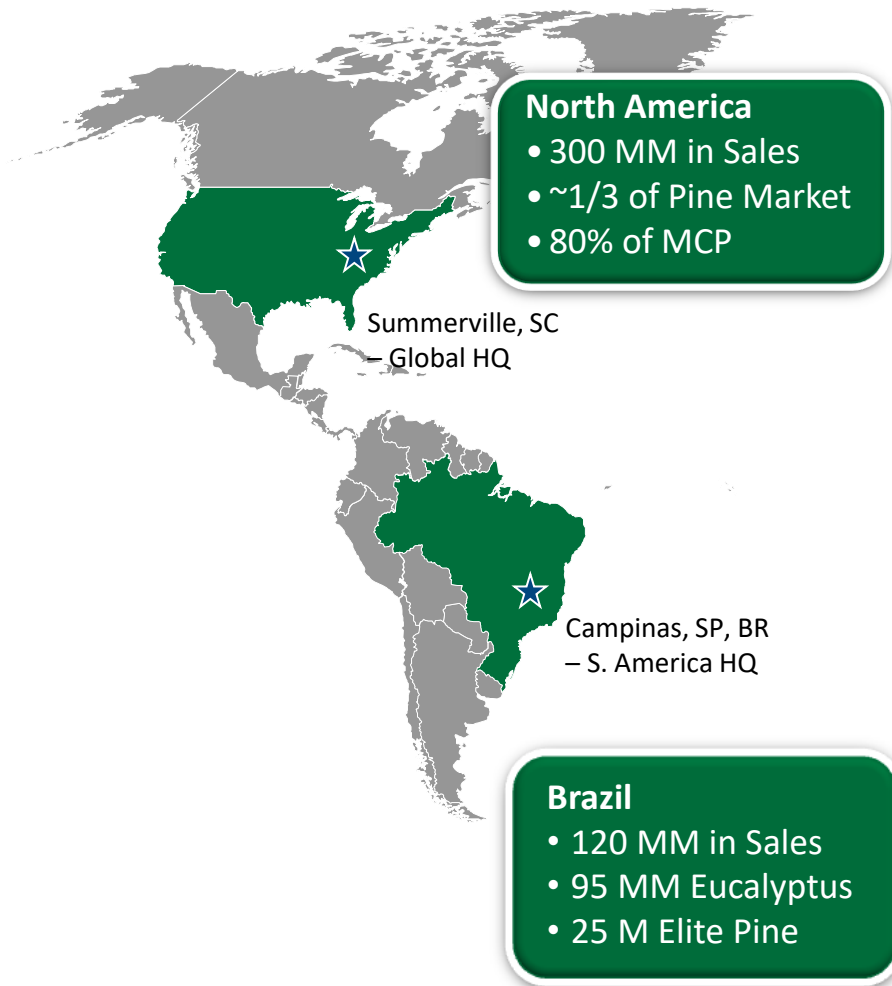 North America
• 300 MM in Sales
• ~1/3 of Pine Market
• 80% of MCP
Summerville, SC
– Global HQ
Campinas, SP, BR
– S. America HQ
Brazil
• 120 MM in Sales
• 95 MM Eucalyptus
• 25 M Elite Pine